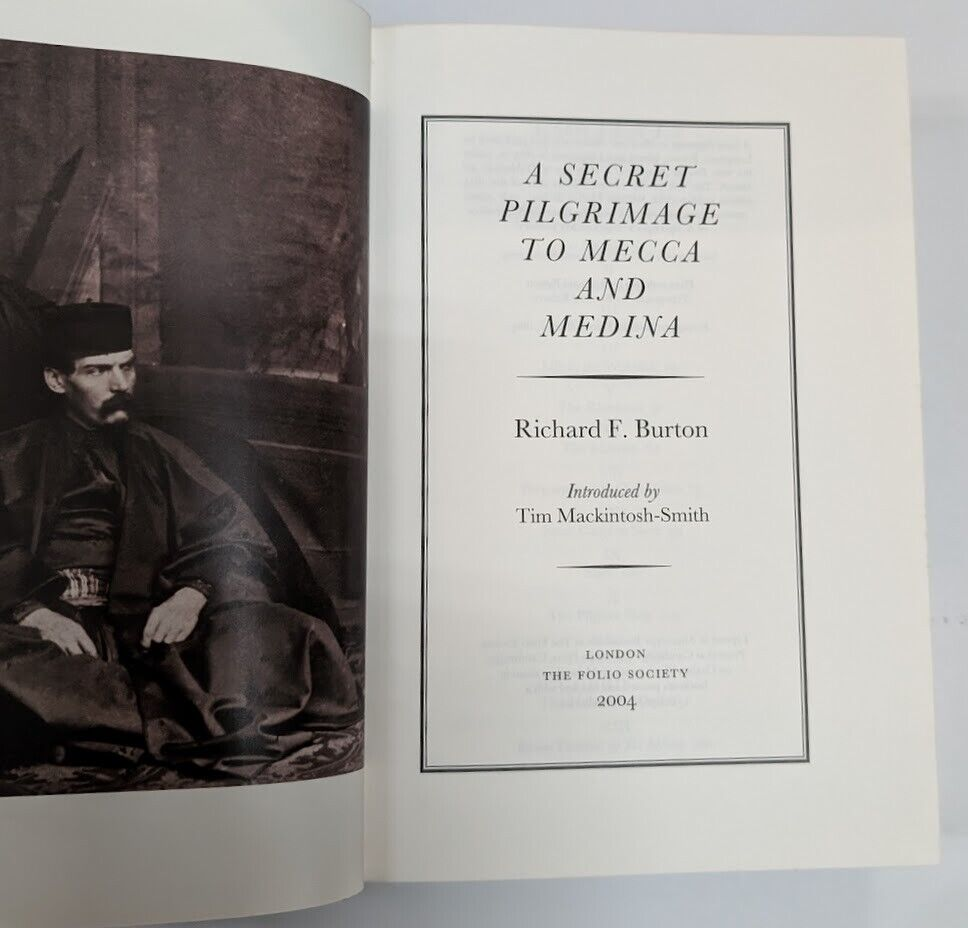 A SECRET
PILGRIMAGE
TO MECCA
AND
MEDINA
Richard F. Burton
Introduced by
Tim Mackintosh-Smith
LONDON
THE FOLIO SOCIETY
2004